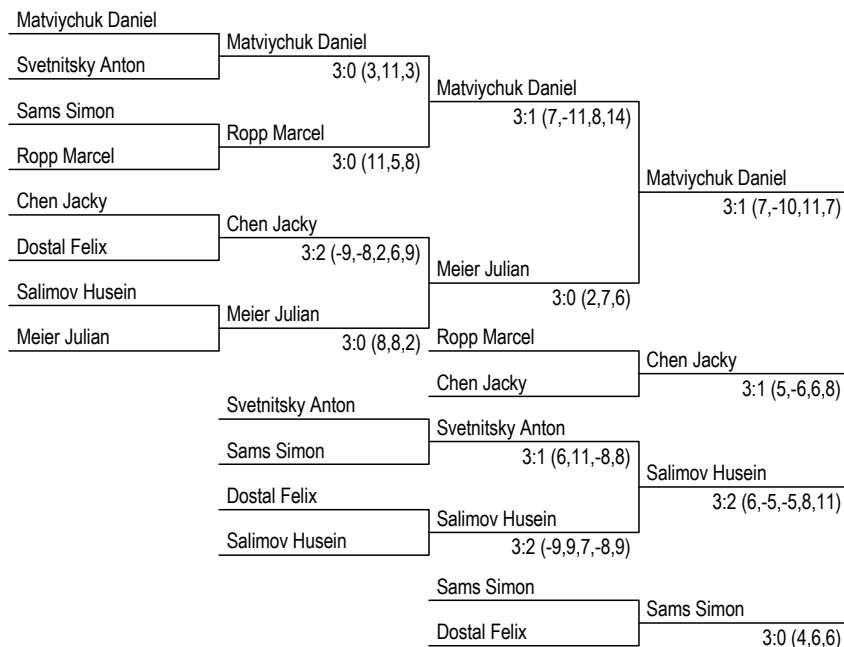 Matviychuk Daniel
Matviychuk Daniel
Svetnitsky Anton
3:0 (3,11,3)
Matviychuk Daniel
Sams Simon
3:1 (7,-11,8,14)
Ropp Marcel
Ropp Marcel
3:0 (11,5,8)
Matviychuk Daniel
Chen Jacky
3:1 (7,-10,11,7)
Chen Jacky
Dostal Felix
3:2 (-9,-8,2,6,9)
Meier Julian
Salimov Husein
3:0 (2,7,6)
Meier Julian
Meier Julian
3:0 (8,8,2)
Ropp Marcel
Chen Jacky
Chen Jacky
3:1 (5,-6,6,8)
Svetnitsky Anton
Svetnitsky Anton
Sams Simon
3:1 (6,11,-8,8)
Salimov Husein
Dostal Felix
3:2 (6,-5,-5,8,11)
Salimov Husein
Salimov Husein
3:2 (-9,9,7,-8,9)
Sams Simon
Sams Simon
Dostal Felix
3:0 (4,6,6)